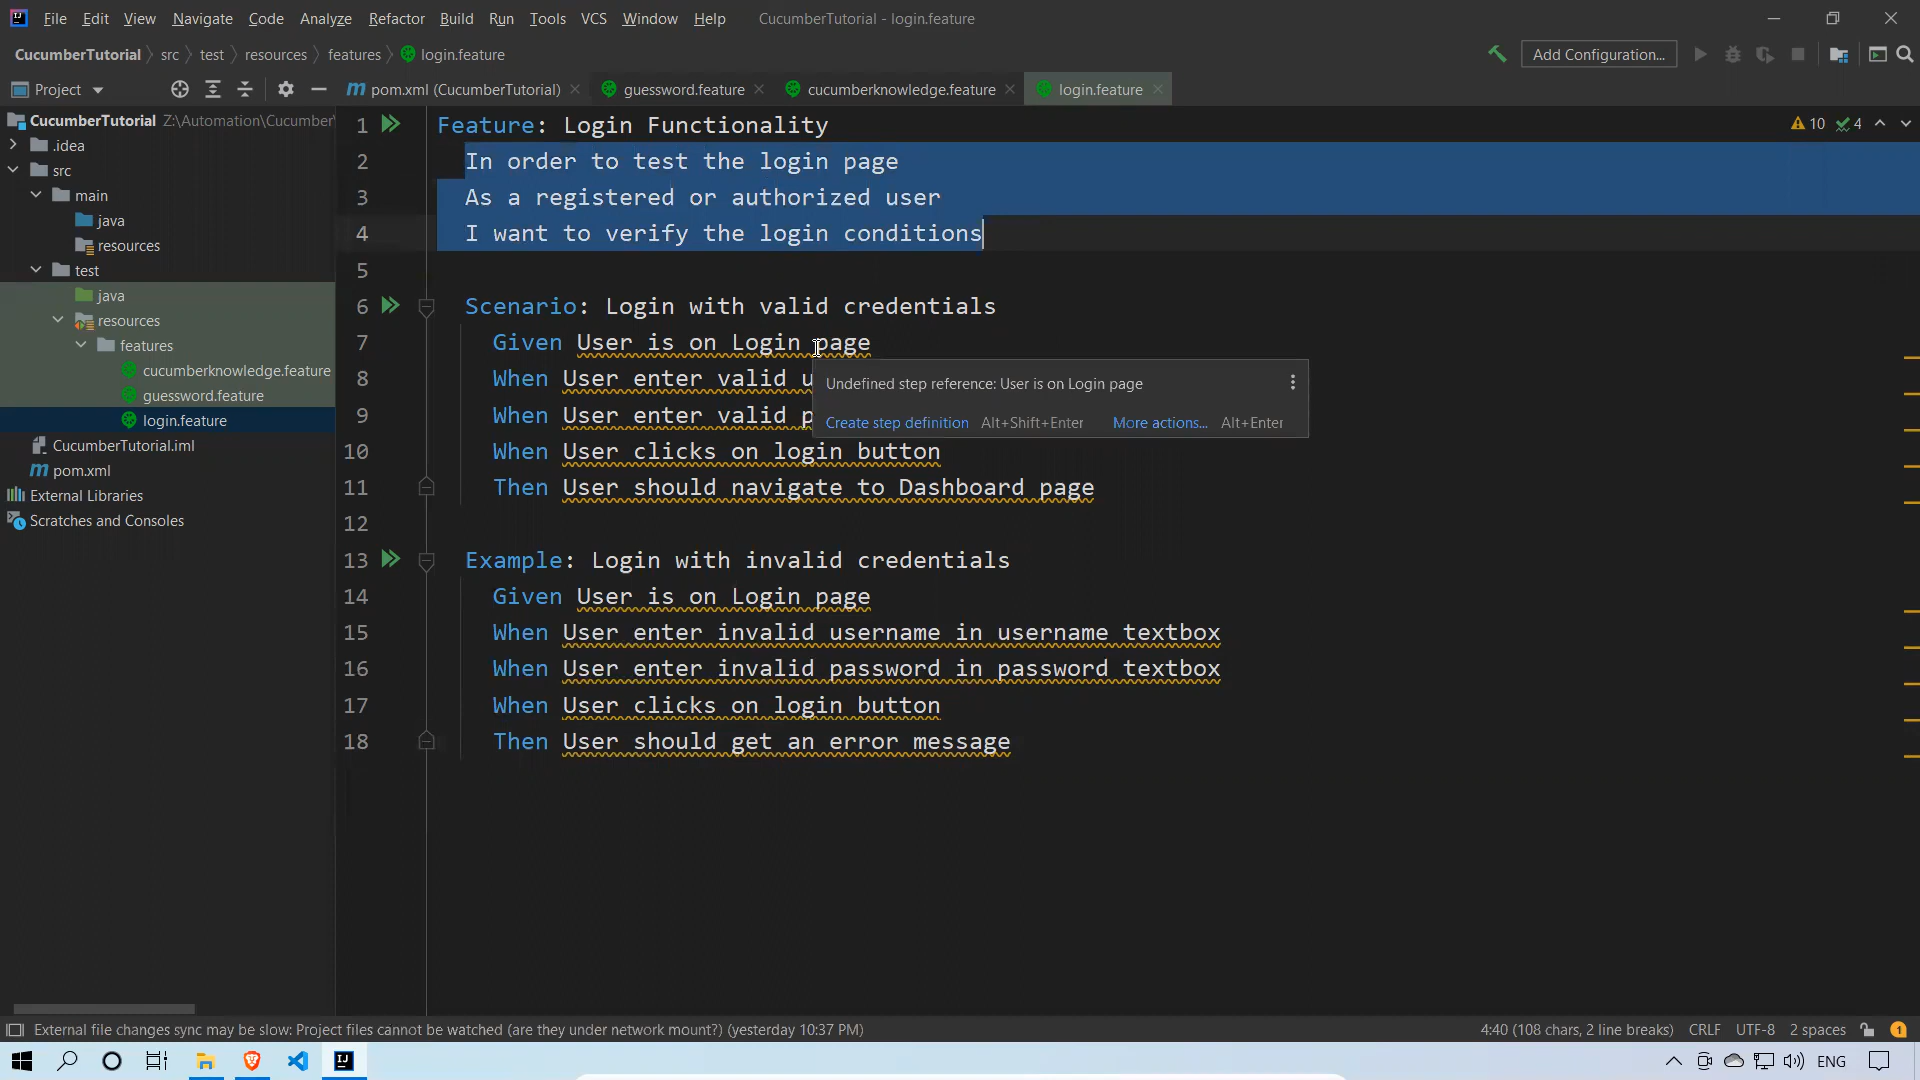 File Edit View Navigate Code Analyze Refactor Build Run Tools VCS Window Help CucumberTutorial - login.feature
CucumberTutorial src test resources features login.feature Add Configuration...
Project pom.xml (CucumberTutorial) guessword.feature cucumberknowledge.feature login.feature
CucumberTutorial Z:\Automation\Cucumber
.idea
src
main
java
resources
test
java
resources
features
cucumberknowledge.feature
guessword.feature
login.feature
CucumberTutorial.iml
pom.xml
External Libraries
Scratches and Consoles
1 Feature: Login Functionality
10 4
2 In order to test the login page
3 As a registered or authorized user
4 I want to verify the login conditions
5
6 Scenario: Login with valid credentials
7 Given User is on Login page
8 When User enter valid
9 When User enter valid
10 When User clicks on login button
11 Then User should navigate to Dashboard page
12
13 Example: Login with invalid credentials
14 Given User is on Login page
15 When User enter invalid username in username textbox
16 When User enter invalid password in password textbox
17 When User clicks on login button
18 Then User should get an error message
Undefined step reference: User is on Login page
Create step definition Alt+Shift+Enter More actions... Alt+Enter
External file changes sync may be slow: Project files cannot be watched (are they under network mount?) (yesterday 10:37 PM) 4:40 (108 chars, 2 line breaks) CRLF UTF-8 2 spaces 1
ENG